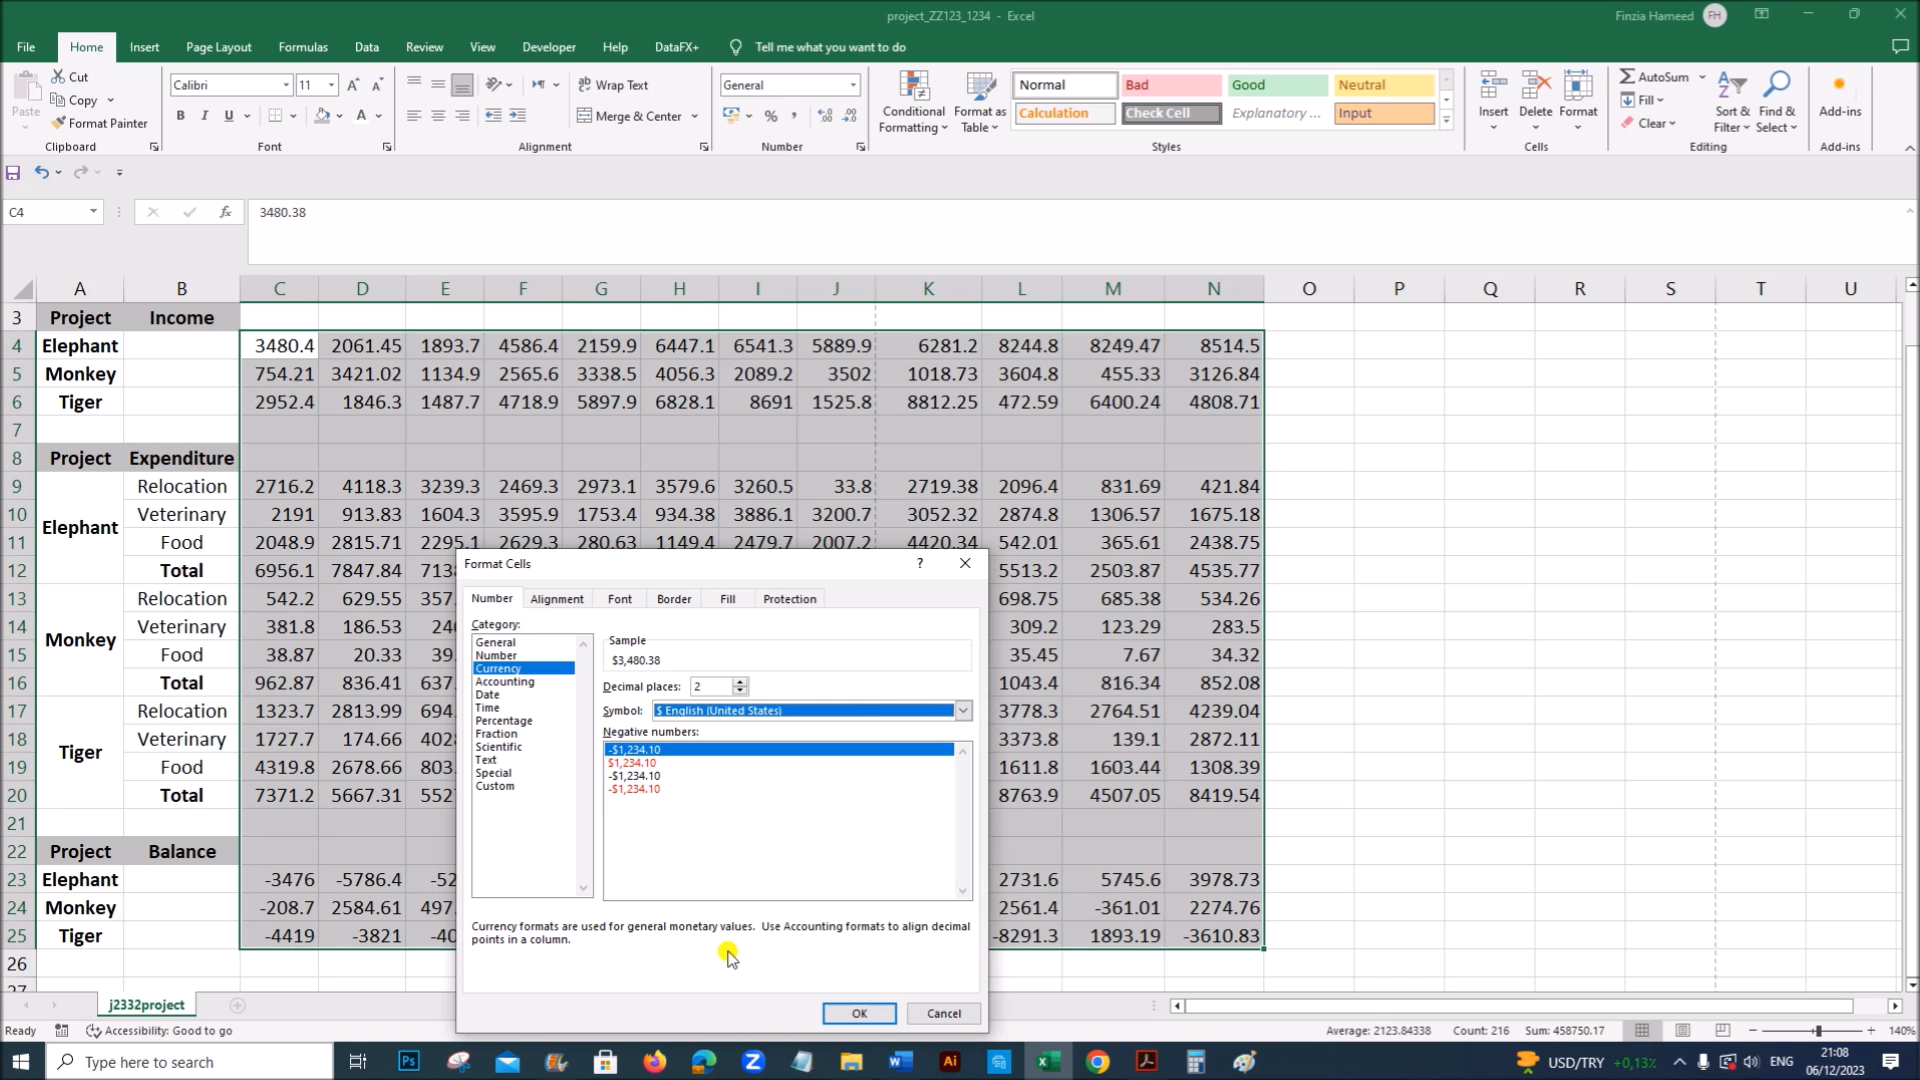 project_ZZ123_1234 - Excel
Finzia Hameed FH
File Home Insert Page Layout Formulas Data Review View Developer Help DataFX+ Tell me what you want to do
Cut
Copy
Format Painter
Paste
Clipboard
Calibri 11
B I U
Font
Wrap Text
Merge & Center
Alignment
General
Number
Conditional Formatting
Format as Table
Normal Bad Good Neutral
Calculation Check Cell Explanatory ... Input
Styles
Insert Delete Format
Cells
AutoSum
Fill
Clear
Sort & Filter
Find & Select
Editing
Add-ins
Add-ins
C4 fx 3480.38
A B C D E F G H I J K L M N O P Q R S T U
3 Project Income
4 Elephant 3480.4 2061.45 1893.7 4586.4 2159.9 6447.1 6541.3 5889.9 6281.2 8244.8 8249.47 8514.5
5 Monkey 754.21 3421.02 1134.9 2565.6 3338.5 4056.3 2089.2 3502 1018.73 3604.8 455.33 3126.84
6 Tiger 2952.4 1846.3 1487.7 4718.9 5897.9 6828.1 8691 1525.8 8812.25 472.59 6400.24 4808.71
7
8 Project Expenditure
9 Relocation 2716.2 4118.3 3239.3 2469.3 2973.1 3579.6 3260.5 33.8 2719.38 2096.4 831.69 421.84
10 Elephant Veterinary 2191 913.83 1604.3 3595.9 1753.4 934.38 3886.1 3200.7 3052.32 2874.8 1306.57 1675.18
11 Food 2048.9 2815.71 2295.1 2629.3 280.63 1149.4 2479.7 2007.2 4420.34 542.01 365.61 2438.75
12 Total 6956.1 7847.84 7138 5513.2 2503.87 4535.77
13 Relocation 542.2 629.55 357. 698.75 685.38 534.26
14 Monkey Veterinary 381.8 186.53 240 309.2 123.29 283.5
15 Food 38.87 20.33 39. 35.45 7.67 34.32
16 Total 962.87 836.41 637. 1043.4 816.34 852.08
17 Relocation 1323.7 2813.99 694. 3778.3 2764.51 4239.04
18 Tiger Veterinary 1727.7 174.66 4028 3373.8 139.1 2872.11
19 Food 4319.8 2678.66 803. 1611.8 1603.44 1308.39
20 Total 7371.2 5667.31 552 8763.9 4507.05 8419.54
21
22 Project Balance
23 Elephant -3476 -5786.4 -52 2731.6 5745.6 3978.73
24 Monkey -208.7 2584.61 497. 2561.4 -361.01 2274.76
25 Tiger -4419 -3821 -40 -8291.3 1893.19 -3610.83
26
27
Format Cells ?
Number Alignment Font Border Fill Protection
Category:
General
Number
Currency
Accounting
Date
Time
Percentage
Fraction
Scientific
Text
Special
Custom
Sample
$3,480.38
Decimal places: 2
Symbol: $ English (United States)
Negative numbers:
-$1,234.10
$1,234.10
-$1,234.10
-$1,234.10
Currency formats are used for general monetary values. Use Accounting formats to align decimal
points in a column.
OK Cancel
j2332project
Ready Accessibility: Good to go Average: 2123.84338 Count: 216 Sum: 458750.17 140%
Type here to search
USD/TRY +0,13% ENG 21:08
06/12/2023